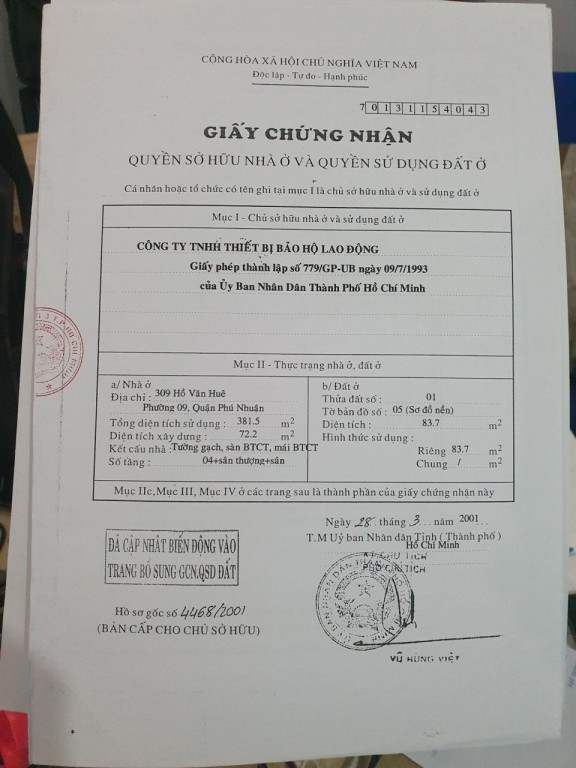 CỘNG HÒA XÃ HỘI CHỦ NGHĨA VIỆT NAM
Độc lập - Tự do - Hạnh phúc
7 0 1 3 1 1 5 4 0 4 3
GIẤY CHỨNG NHẬN
QUYỀN SỞ HỮU NHÀ Ở VÀ QUYỀN SỬ DỤNG ĐẤT Ở
Cá nhân hoặc tổ chức có tên ghi tại mục I là chủ sở hữu nhà ở và sử dụng đất ở
Mục I - Chủ sở hữu nhà ở và sử dụng đất ở
CÔNG TY TNHH THIẾT BỊ BẢO HỘ LAO ĐỘNG
Giấy phép thành lập số 779/GP-UB ngày 09/7/1993
của Ủy Ban Nhân Dân Thành Phố Hồ Chí Minh
Mục II - Thực trạng nhà ở, đất ở
a/ Nhà ở
Địa chỉ : 309 Hồ Văn Huê
Phường 09, Quận Phú Nhuận
Tổng diện tích sử dụng : 381.5 m2
Diện tích xây dựng : 72.2 m2
Kết cấu nhà : Tường gạch, sàn BTCT, mái BTCT
Số tầng : 04+sân thượng+sân
b/ Đất ở
Thửa đất số : 01
Tờ bản đồ số : 05 (Sơ đồ nền)
Diện tích : 83.7 m2
Hình thức sử dụng :
Riêng 83.7 m2
Chung / m2
Mục IIc, Mục III, Mục IV ở các trang sau là thành phần của giấy chứng nhận này
Ngày 28 tháng 3 năm 2001
T.M Uỷ ban Nhân dân Tỉnh ( Thành phố )
Hồ Chí Minh
KT CHỦ TỊCH
PHÓ CHỦ TỊCH
ĐÃ CẬP NHẬT BIẾN ĐỘNG VÀO
TRANG BỔ SUNG GCN, QSD ĐẤT
Hồ sơ gốc số 4468/2001
(BẢN CẤP CHO CHỦ SỞ HỮU)
VŨ HÙNG VIỆT